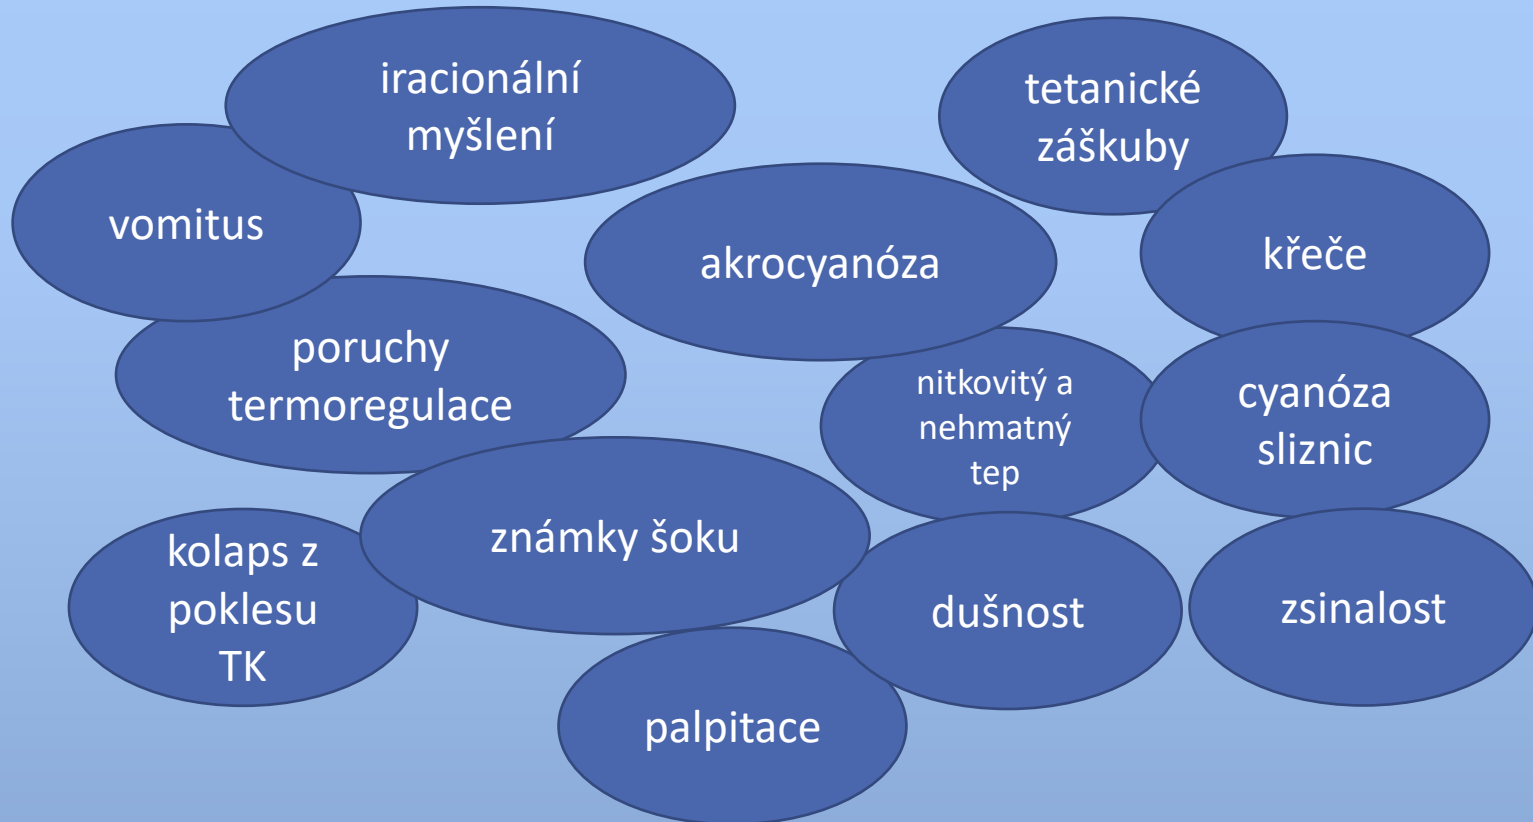 iracionální
myšlení
tetanické
záškuby
vomitus
akrocyanóza
křeče
poruchy
termoregulace
nitkovitý a
nehmatný
tep
cyanóza
sliznic
známky šoku
kolaps z
poklesu
TK
dušnost
zsinalost
palpitace